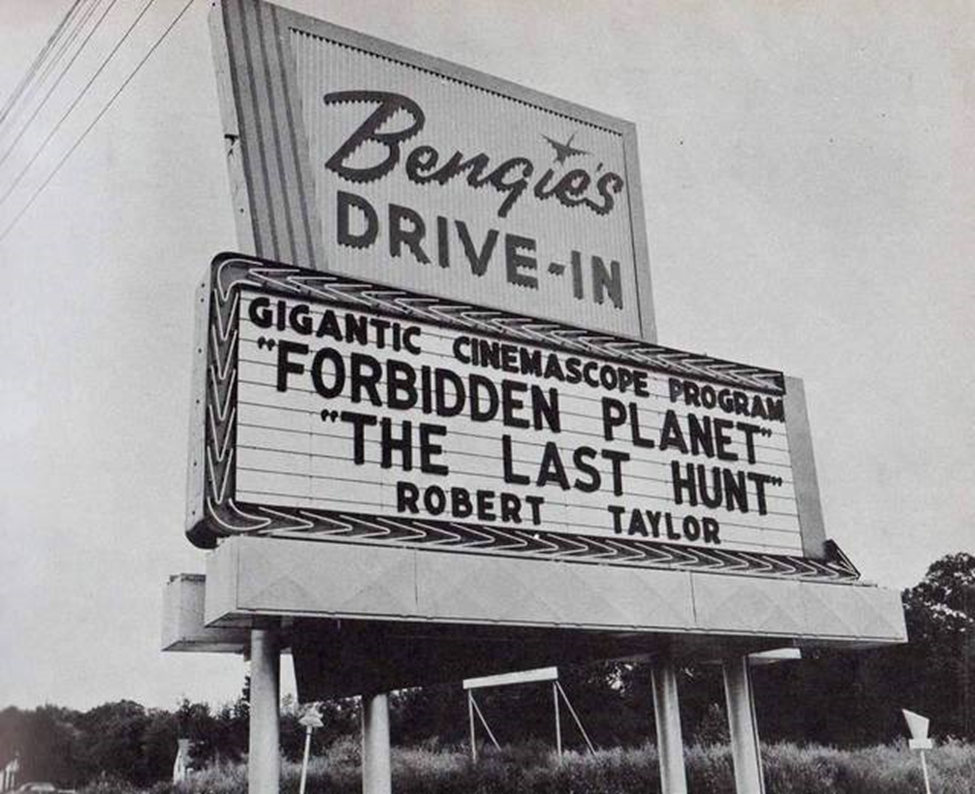 Bengie's
DRIVE-IN
GIGANTIC CINEMASCOPE PROGRAM
"FORBIDDEN PLANET"
"THE LAST HUNT"
ROBERT TAYLOR